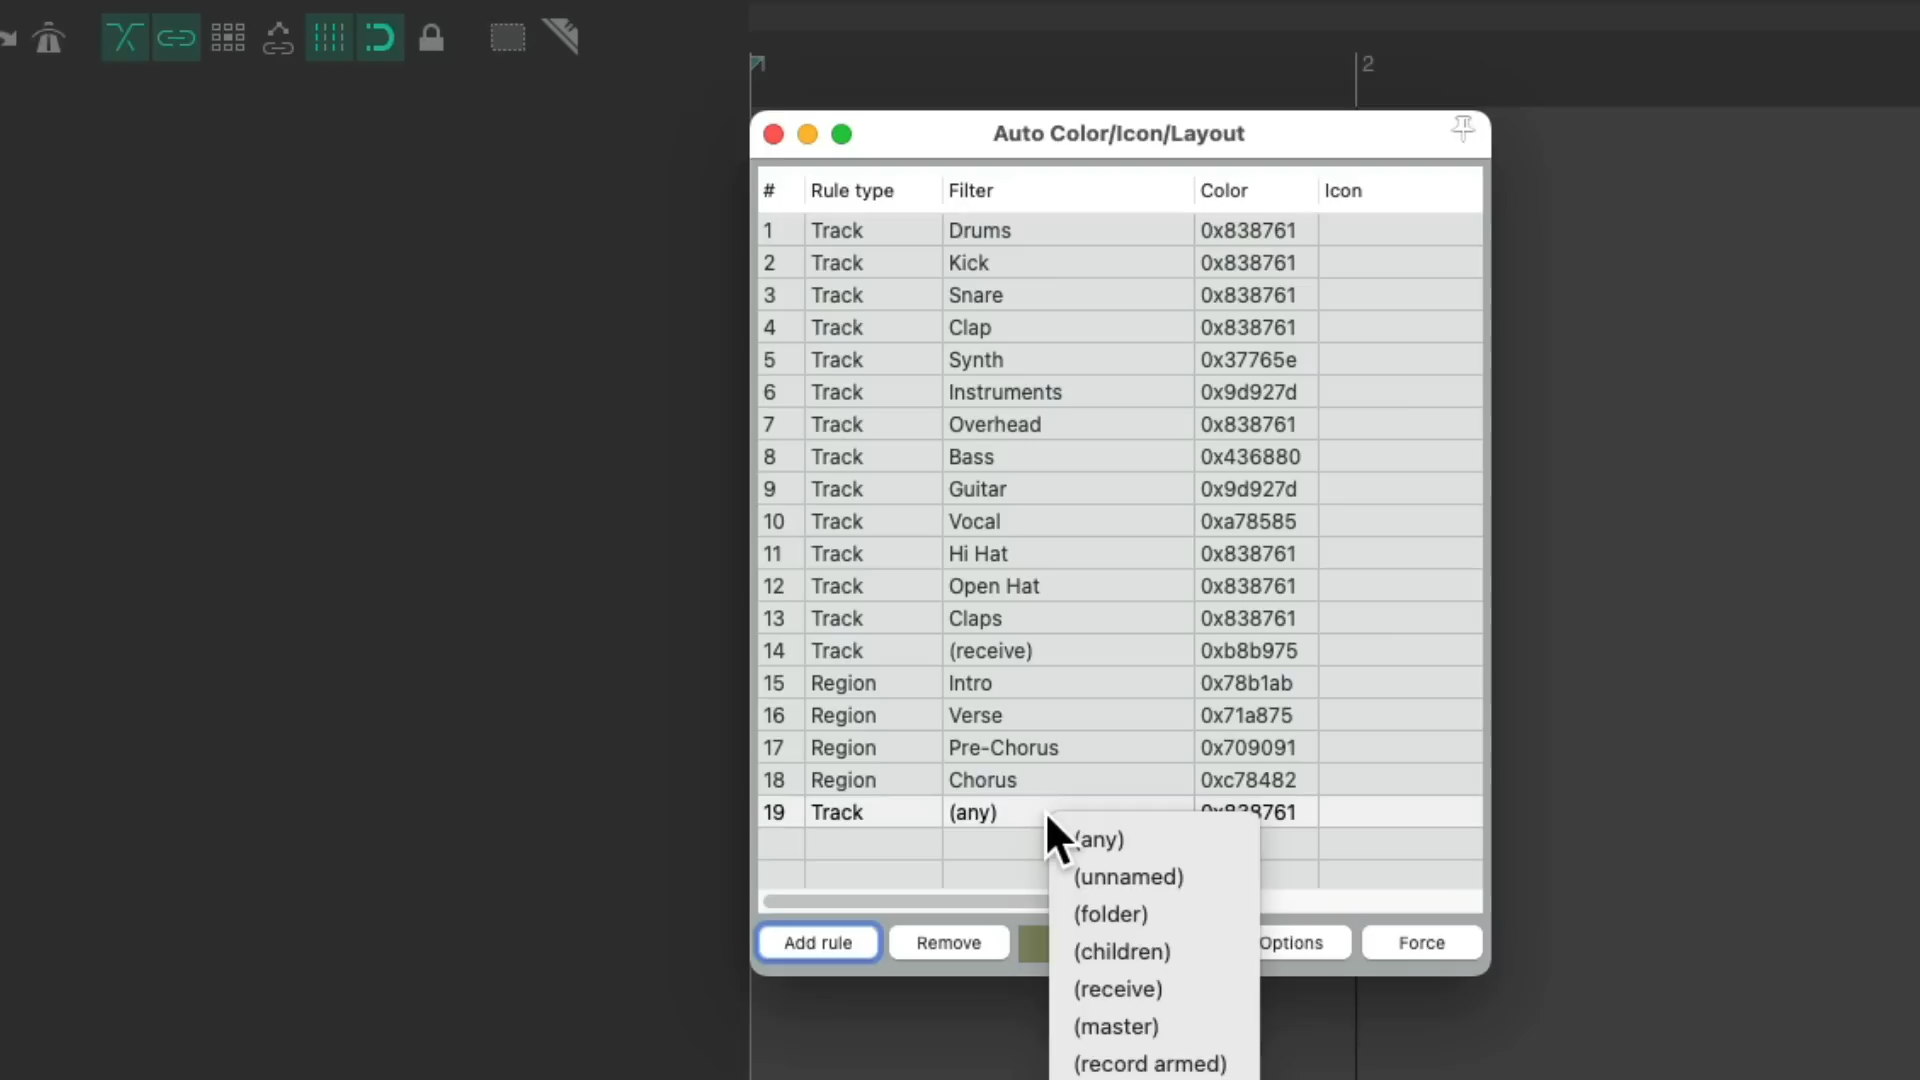 2
Auto Color/Icon/Layout
# Rule type Filter Color Icon
1 Track Drums 0x838761
2 Track Kick 0x838761
3 Track Snare 0x838761
4 Track Clap 0x838761
5 Track Synth 0x37765e
6 Track Instruments 0x9d927d
7 Track Overhead 0x838761
8 Track Bass 0x436880
9 Track Guitar 0x9d927d
10 Track Vocal 0xa78585
11 Track Hi Hat 0x838761
12 Track Open Hat 0x838761
13 Track Claps 0x838761
14 Track (receive) 0xb8b975
15 Region Intro 0x78b1ab
16 Region Verse 0x71a875
17 Region Pre-Chorus 0x709091
18 Region Chorus 0xc78482
19 Track (any) 0x838761
(any)
(unnamed)
(folder)
(children)
(receive)
(master)
(record armed)
Add rule Remove Options Force